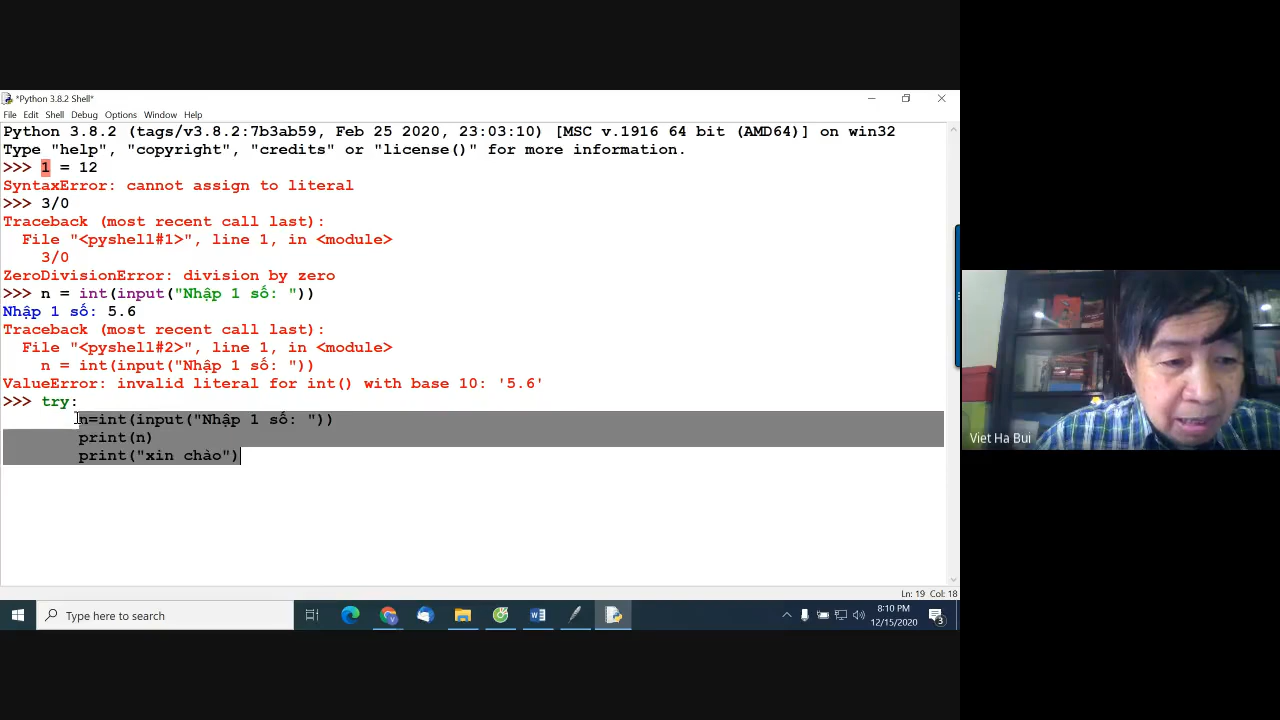 *Python 3.8.2 Shell*
File Edit Shell Debug Options Window Help
Python 3.8.2 (tags/v3.8.2:7b3ab59, Feb 25 2020, 23:03:10) [MSC v.1916 64 bit (AMD64)] on win32
Type "help", "copyright", "credits" or "license()" for more information.
>>> 1 = 12
SyntaxError: cannot assign to literal
>>> 3/0
Traceback (most recent call last):
  File "<pyshell#1>", line 1, in <module>
    3/0
ZeroDivisionError: division by zero
>>> n = int(input("Nhập 1 số: "))
Nhập 1 số: 5.6
Traceback (most recent call last):
  File "<pyshell#2>", line 1, in <module>
    n = int(input("Nhập 1 số: "))
ValueError: invalid literal for int() with base 10: '5.6'
>>> try:
        n=int(input("Nhập 1 số: "))
        print(n)
        print("xin chào")
Viet Ha Bui
Ln: 19 Col: 18
Type here to search
8:10 PM
12/15/2020
3